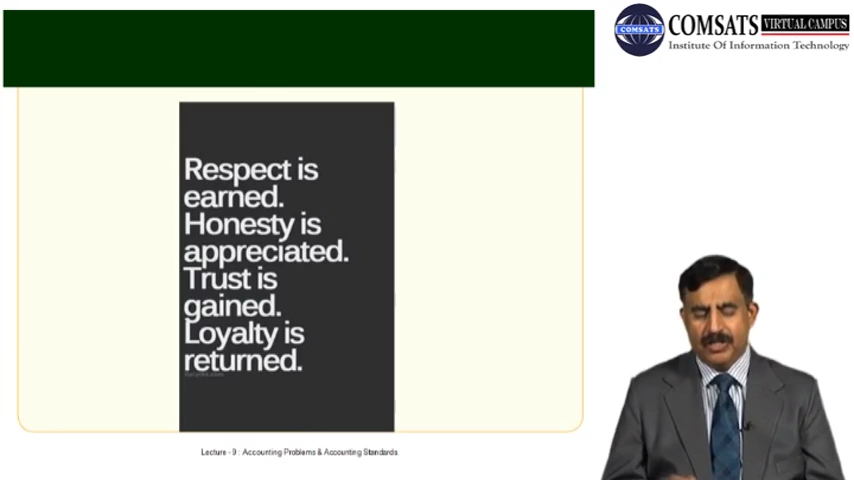 COMSATS
COMSATS VIRTUAL CAMPUS
Institute Of Information Technology
Respect is
earned.
Honesty is
appreciated.
Trust is
gained.
Loyalty is
returned.
Lecture - 9 : Accounting Problems & Accounting Standards